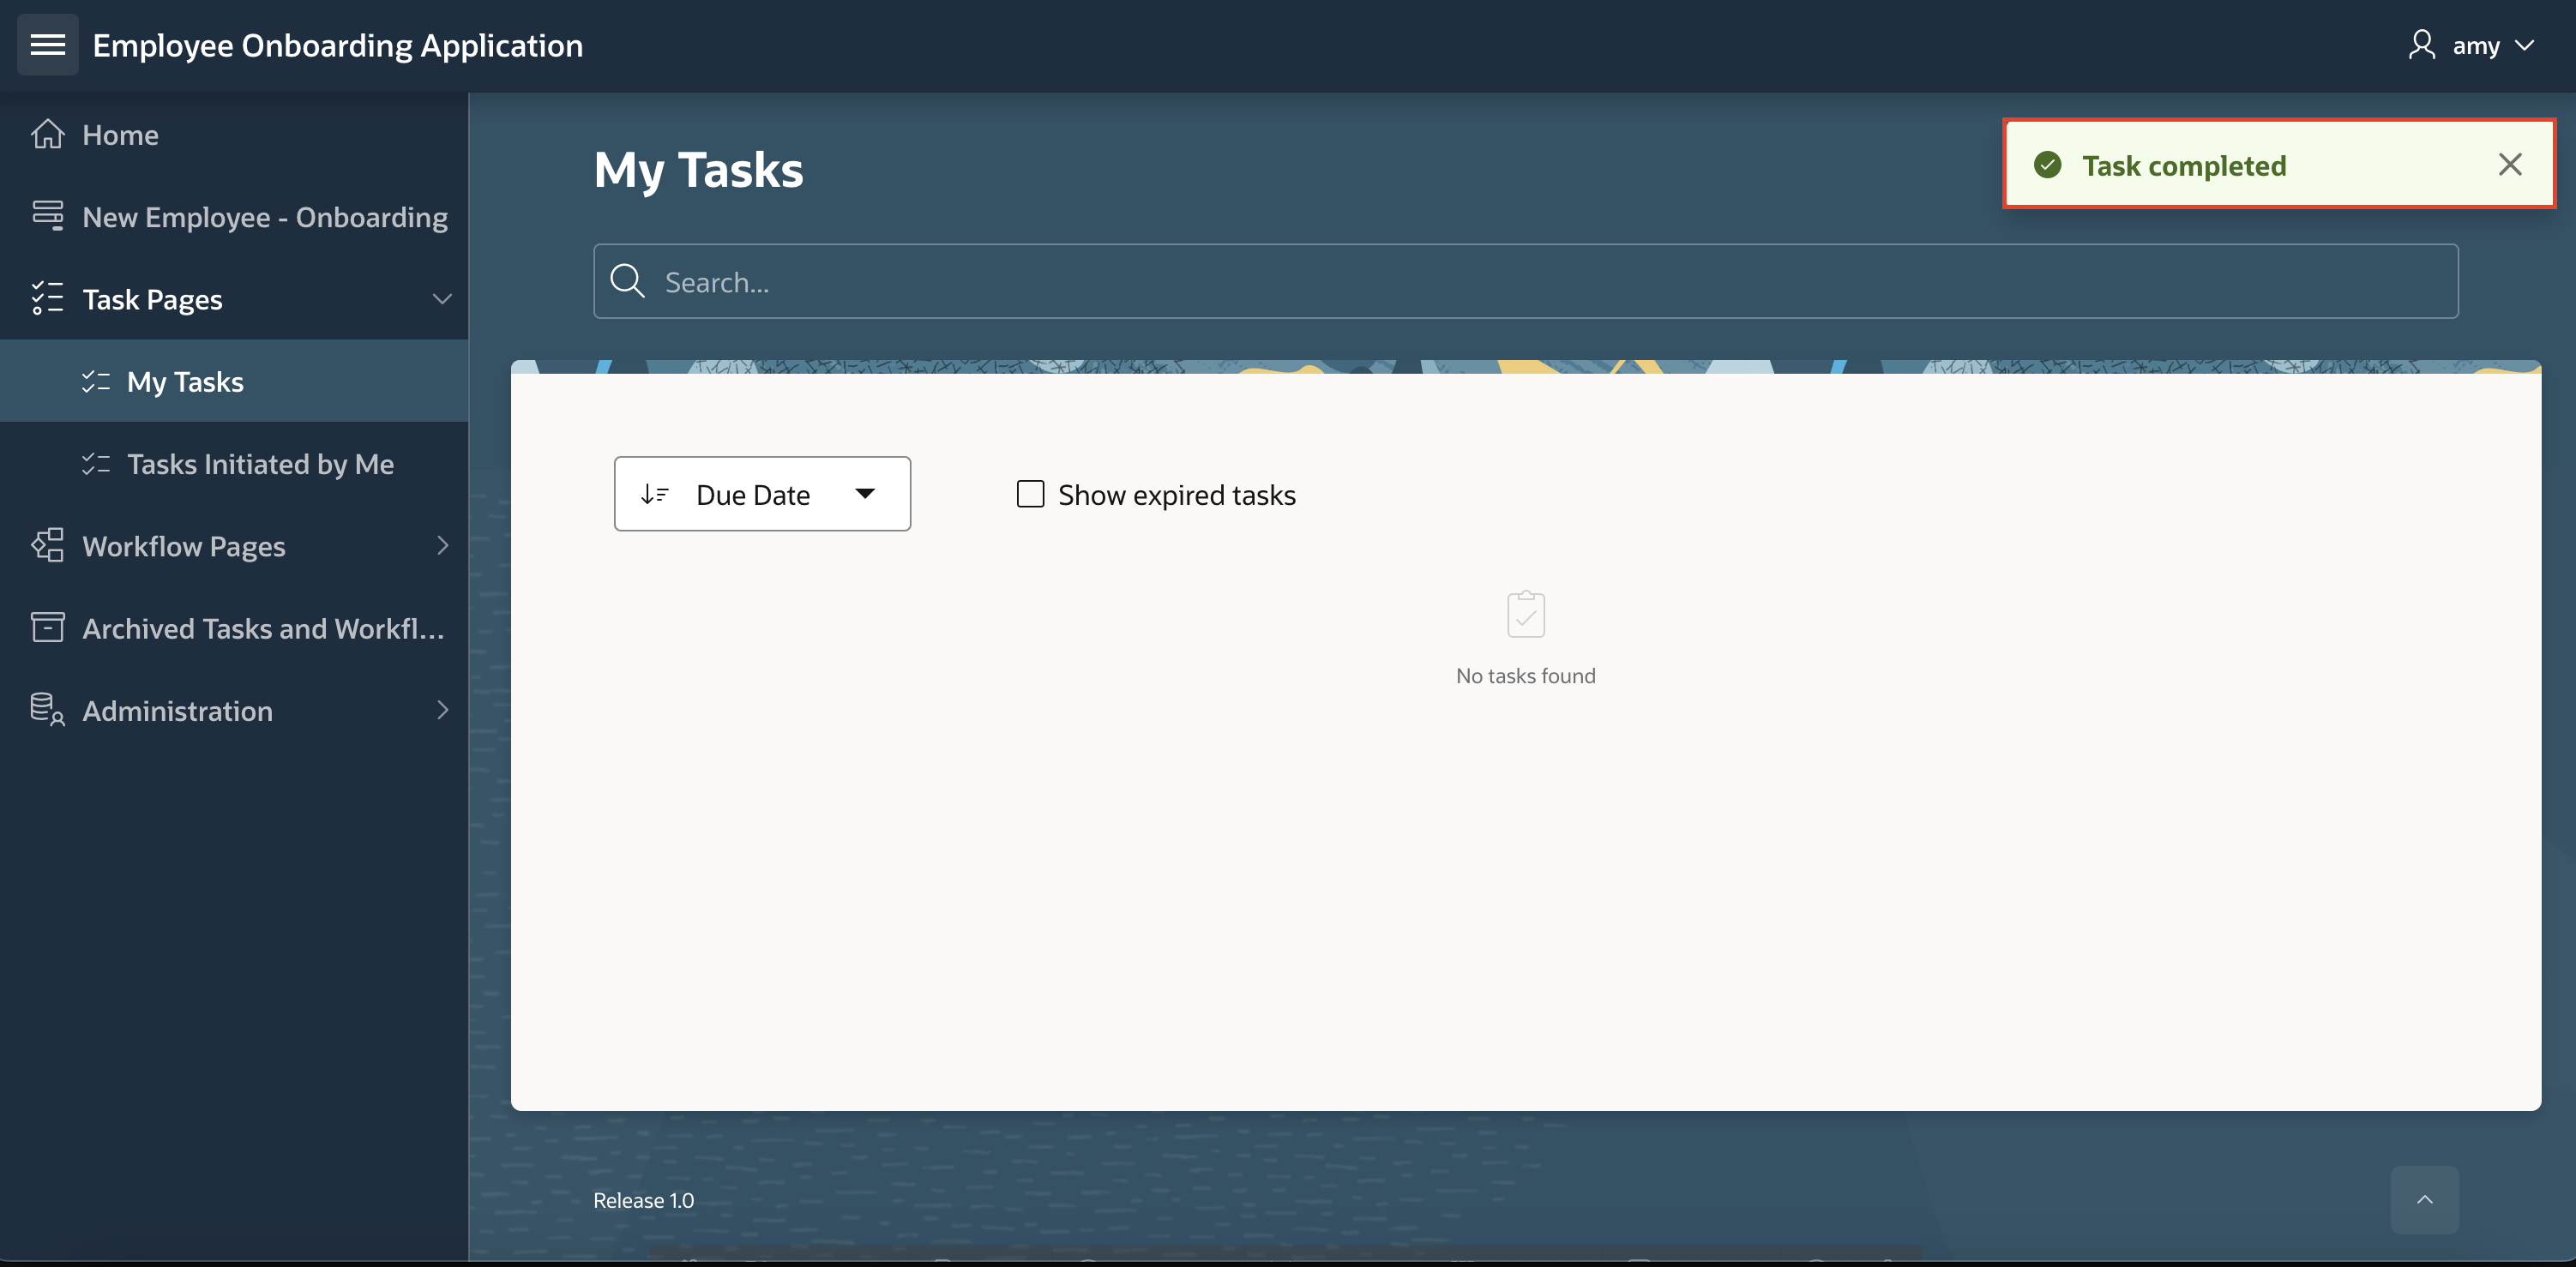 Employee Onboarding Application
amy
Home
New Employee - Onboarding
Task Pages
My Tasks
Tasks Initiated by Me
Workflow Pages
Archived Tasks and Workfl...
Administration
My Tasks
Task completed
Search...
Due Date
Show expired tasks
No tasks found
Release 1.0